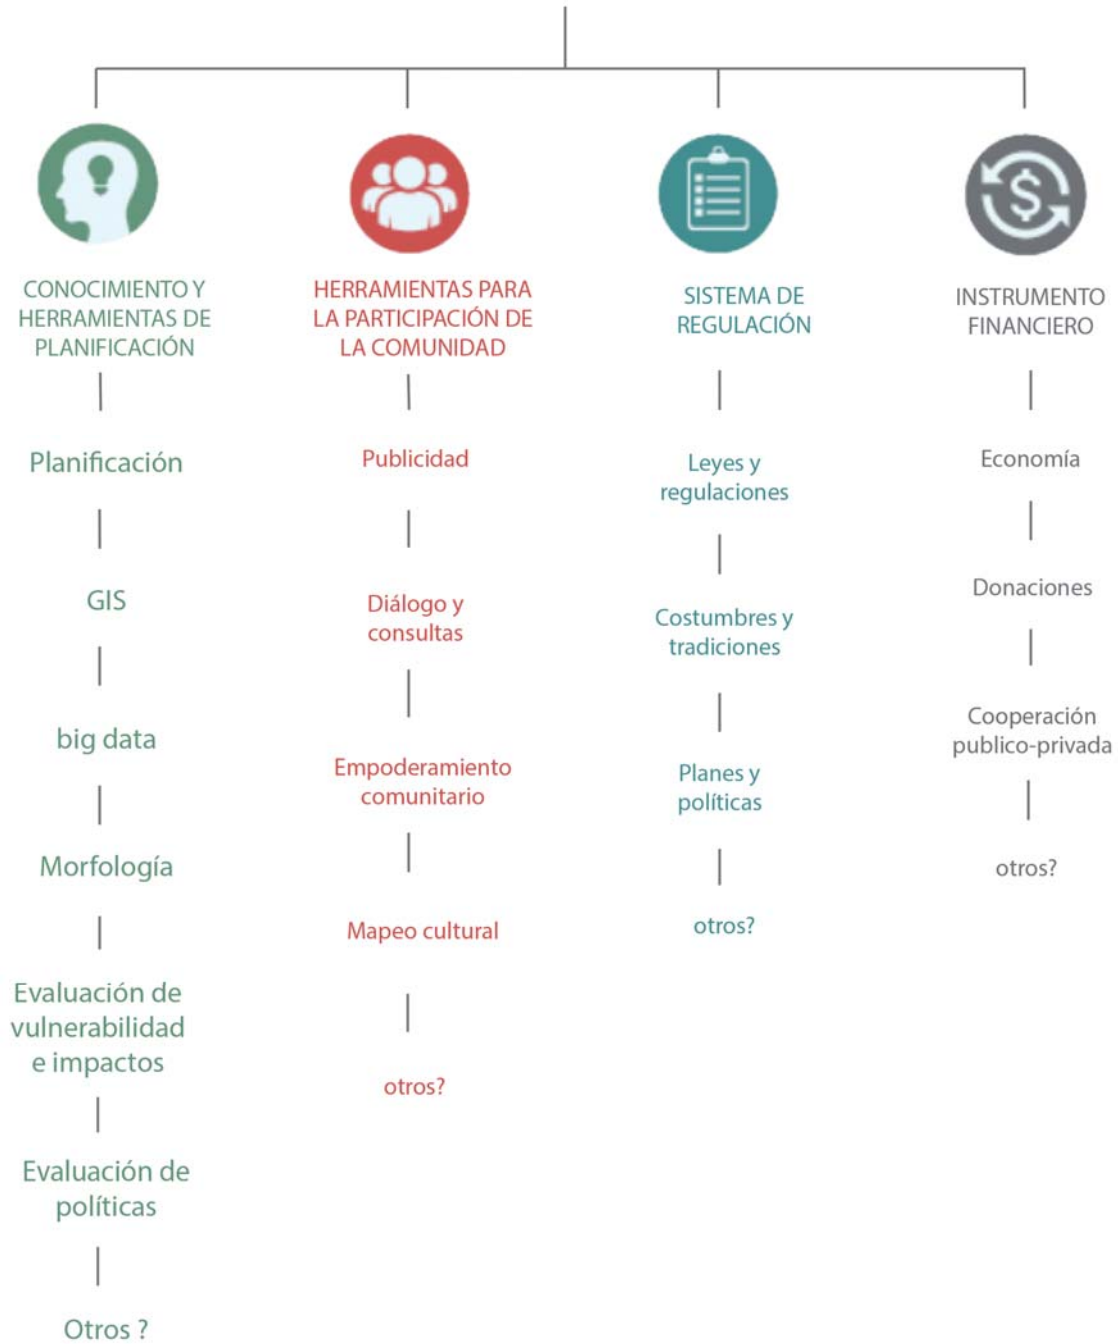 CONOCIMIENTO Y
HERRAMIENTAS DE
PLANIFICACIÓN
Planificación
GIS
big data
Morfología
Evaluación de
vulnerabilidad
e impactos
Evaluación de
políticas
Otros ?
HERRAMIENTAS PARA
LA PARTICIPACIÓN DE
LA COMUNIDAD
Publicidad
Diálogo y
consultas
Empoderamiento
comunitario
Mapeo cultural
otros?
SISTEMA DE
REGULACIÓN
Leyes y
regulaciones
Costumbres y
tradiciones
Planes y
políticas
otros?
INSTRUMENTO
FINANCIERO
Economía
Donaciones
Cooperación
publico-privada
otros?